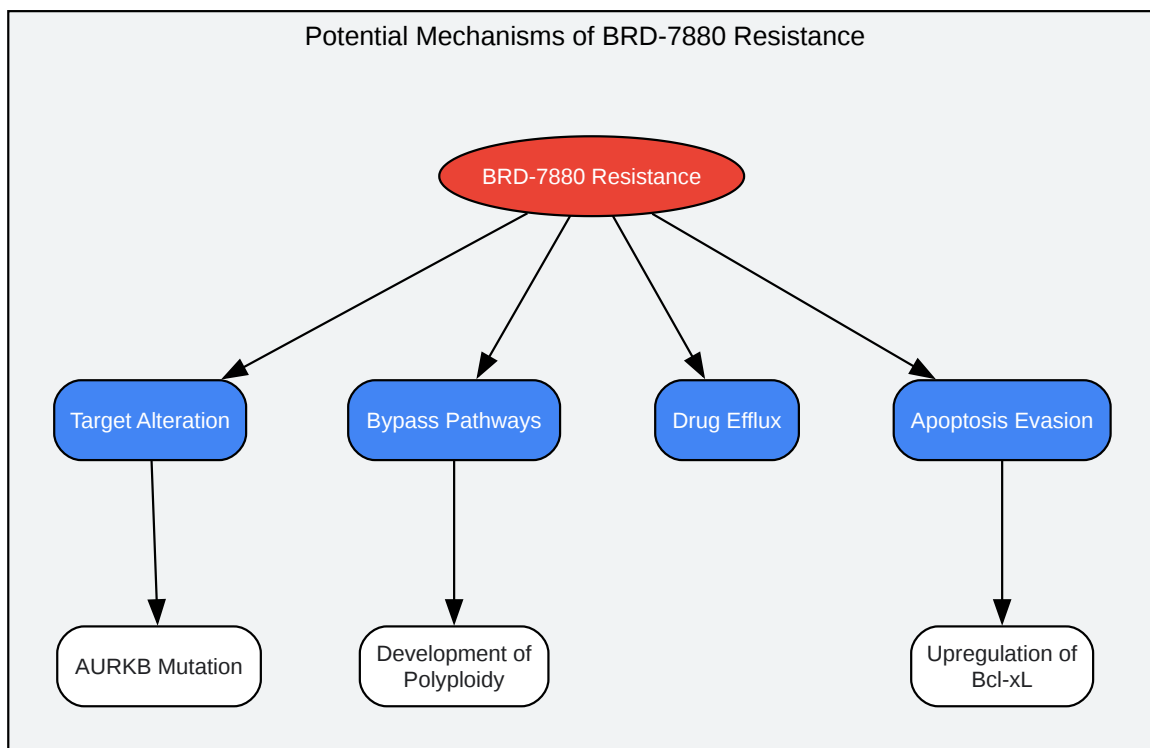 Potential Mechanisms of BRD-7880 Resistance
BRD-7880 Resistance
Target Alteration
Bypass Pathways
Drug Efflux
Apoptosis Evasion
AURKB Mutation
Development of
Polyploidy
Upregulation of
Bcl-xL